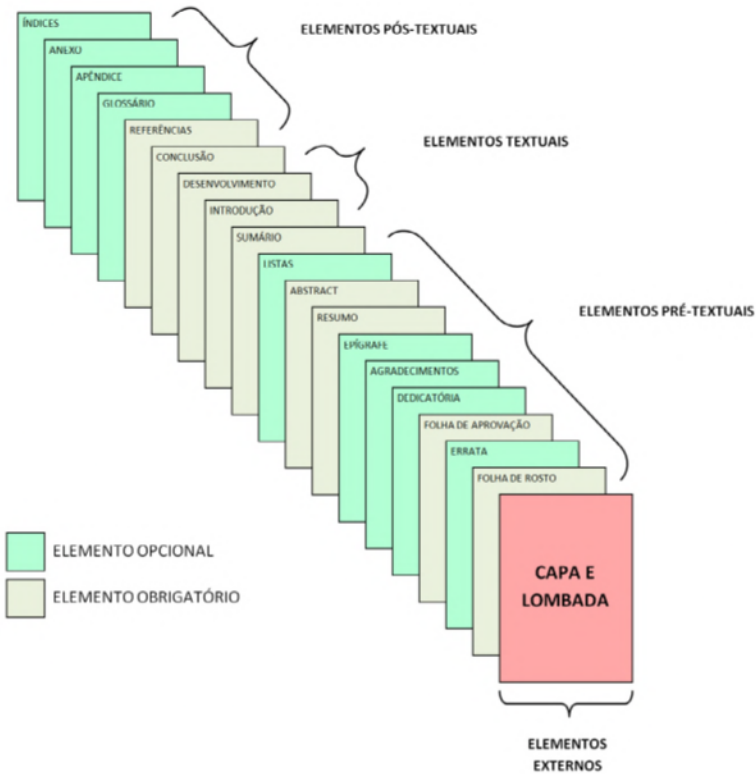 ÍNDICES
ELEMENTOS PÓS-TEXTUAIS
ANEXO
APÊNDICE
GLOSSÁRIO
REFERÊNCIAS
ELEMENTOS TEXTUAIS
CONCLUSÃO
DESENVOLVIMENTO
INTRODUÇÃO
SUMÁRIO
LISTAS
ABSTRACT
ELEMENTOS PRÉ-TEXTUAIS
RESUMO
EPÍGRAFE
AGRADECIMENTOS
DEDICATÓRIA
FOLHA DE APROVAÇÃO
ERRATA
FOLHA DE ROSTO
ELEMENTO OPCIONAL
ELEMENTO OBRIGATÓRIO
CAPA E
LOMBADA
ELEMENTOS
EXTERNOS